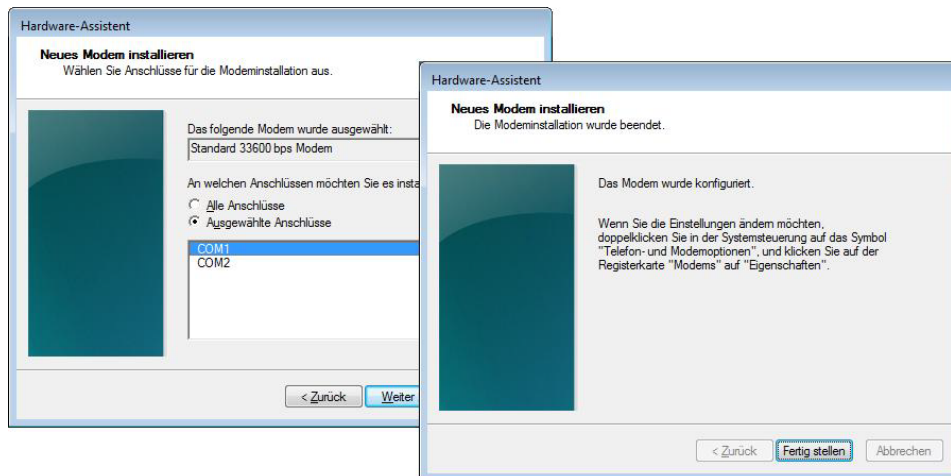 Hardware-Assistent
Neues Modem installieren
Wählen Sie Anschlüsse für die Modeminstallation aus.
Das folgende Modem wurde ausgewählt:
Standard 33600 bps Modem
An welchen Anschlüssen möchten Sie es
Alle Anschlüsse
Ausgewählte Anschlüsse
COM1
COM2
< Zurück
Weiter
Hardware-Assistent
Neues Modem installieren
Die Modeminstallation wurde beendet.
Das Modem wurde konfiguriert.
Wenn Sie die Einstellungen ändern möchten,
doppelklicken Sie in der Systemsteuerung auf das Symbol
"Telefon- und Modemoptionen", und klicken Sie auf der
Registerkarte "Modems" auf "Eigenschaften".
< Zurück
Fertig stellen
Abbrechen